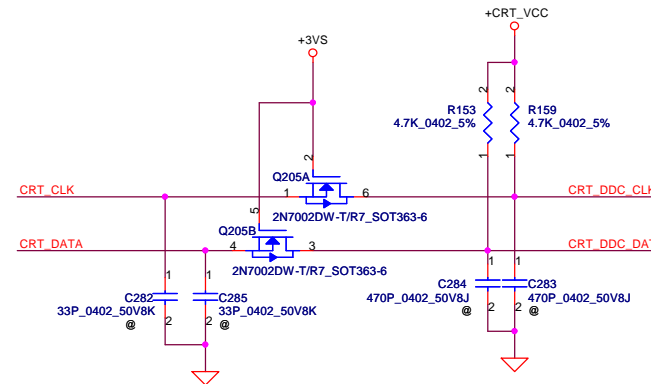 +CRT_VCC
+3VS
2
2
R153
4.7K_0402_5%
R159
4.7K_0402_5%
2
1
1
Q205A
CRT_CLK
1
6
CRT_DDC_CLK
2N7002DW-T/R7_SOT363-6
5
Q205B
CRT_DATA
4
3
CRT_DDC_DAT
2N7002DW-T/R7_SOT363-6
1
1
1
1
C282
33P_0402_50V8K
@
2
C285
33P_0402_50V8K
@
2
C284
470P_0402_50V8J
@
2
C283
470P_0402_50V8J
@
2